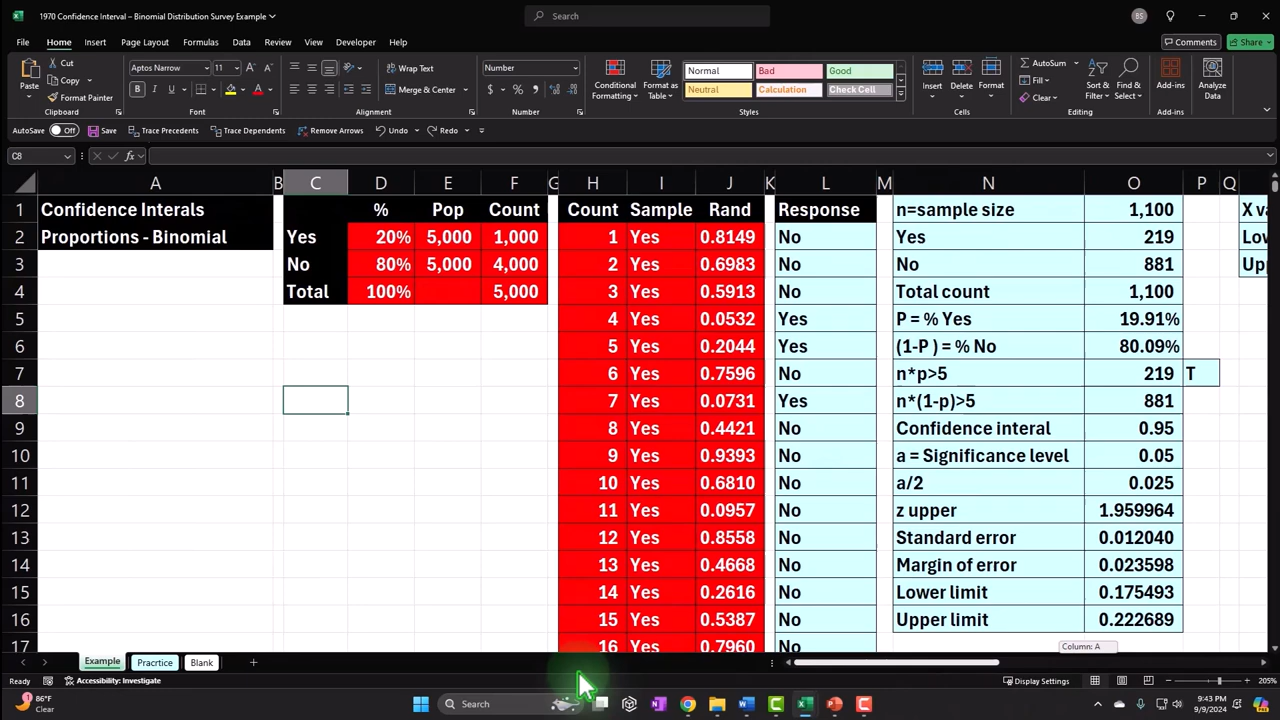 1970 Confidence Interval – Binomial Distribution Survey Example
Search
BS
File Home Insert Page Layout Formulas Data Review View Developer Help
Comments Share
Paste
Cut
Copy
Format Painter
Clipboard
Aptos Narrow 11
B I U
Font
Wrap Text
Merge & Center
Alignment
Number
Number
Conditional Formatting
Format as Table
Normal Bad Good
Neutral Calculation Check Cell
Styles
Insert Delete Format
Cells
AutoSum
Fill
Clear
Sort & Filter
Find & Select
Editing
Add-ins
Add-ins
Analyze Data
AutoSave Off Save Trace Precedents Trace Dependents Remove Arrows Undo Redo
C8 fx
A B C D E F G H I J K L M N O P Q
1 Confidence Interals % Pop Count Count Sample Rand Response n=sample size 1,100
2 Proportions - Binomial Yes 20% 5,000 1,000 1 Yes 0.8149 No Yes 219
3 No 80% 5,000 4,000 2 Yes 0.6983 No No 881
4 Total 100% 5,000 3 Yes 0.5913 No Total count 1,100
5 4 Yes 0.0532 Yes P = % Yes 19.91%
6 5 Yes 0.2044 Yes (1-P ) = % No 80.09%
7 6 Yes 0.7596 No n*p>5 219 T
8 7 Yes 0.0731 Yes n*(1-p)>5 881
9 8 Yes 0.4421 No Confidence interal 0.95
10 9 Yes 0.9393 No a = Significance level 0.05
11 10 Yes 0.6810 No a/2 0.025
12 11 Yes 0.0957 No z upper 1.959964
13 12 Yes 0.8558 No Standard error 0.012040
14 13 Yes 0.4668 No Margin of error 0.023598
15 14 Yes 0.2616 No Lower limit 0.175493
16 15 Yes 0.5387 No Upper limit 0.222689
17 16 Yes 0.7960 No
Column: A
Example Practice Blank
Ready Accessibility: Investigate
Display Settings 205%
86°F
Clear
Search
9:43 PM
9/9/2024